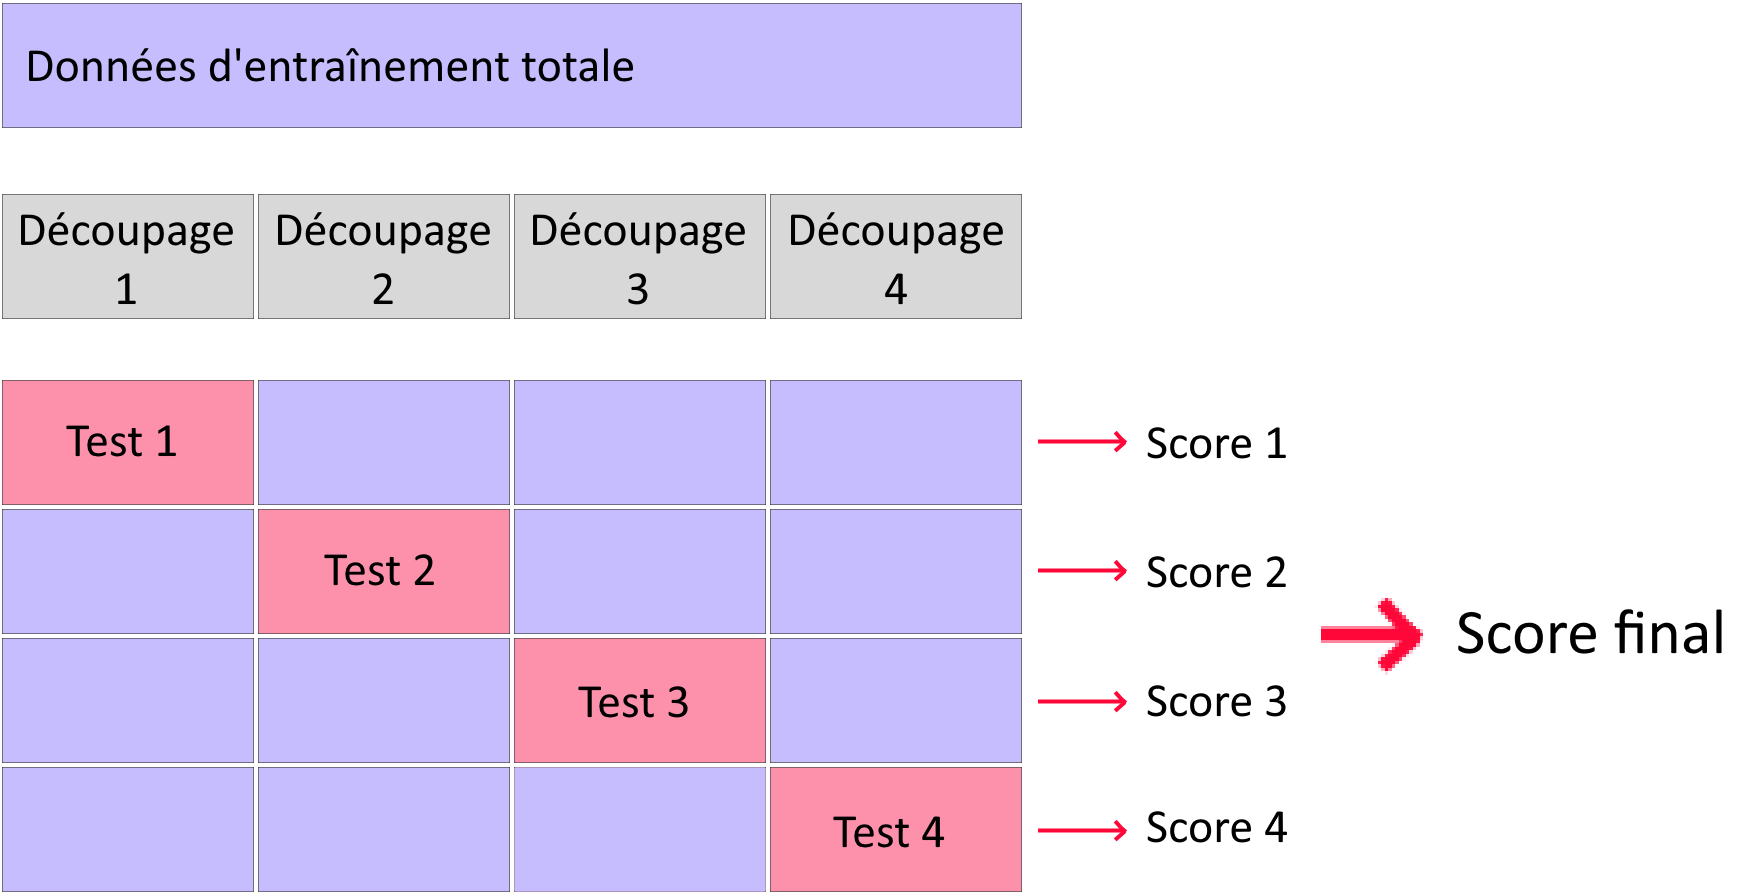 Données d'entraînement totale
Découpage
1
Découpage
2
Découpage
3
Découpage
4
Test 1
Score 1
Test 2
Score 2
Score final
Test 3
Score 3
Test 4
Score 4